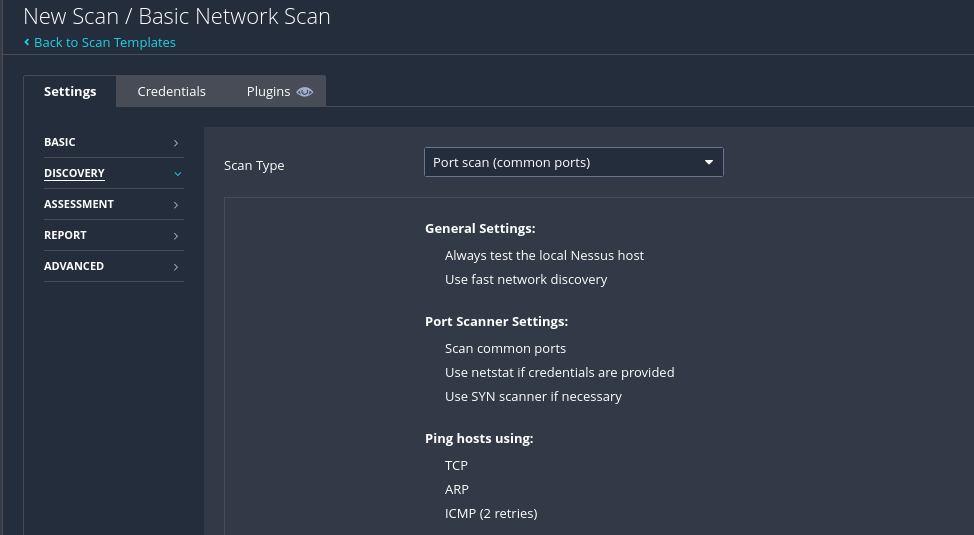 New Scan / Basic Network Scan
Back to Scan Templates
Settings Credentials Plugins
BASIC
DISCOVERY
ASSESSMENT
REPORT
ADVANCED
Scan Type Port scan (common ports)
General Settings:
Always test the local Nessus host
Use fast network discovery
Port Scanner Settings:
Scan common ports
Use netstat if credentials are provided
Use SYN scanner if necessary
Ping hosts using:
TCP
ARP
ICMP (2 retries)